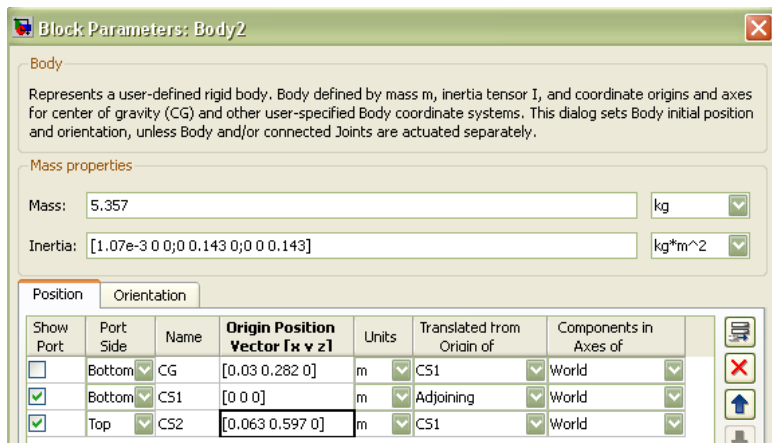 Block Parameters: Body2
Body
Represents a user-defined rigid body. Body defined by mass m, inertia tensor I, and coordinate origins and axes
for center of gravity (CG) and other user-specified Body coordinate systems. This dialog sets Body initial position
and orientation, unless Body and/or connected Joints are actuated separately.
Mass properties
Mass: 5.357 kg
Inertia: [1.07e-3 0 0;0 0.143 0;0 0 0.143] kg*m^2
Position Orientation
Show Port Port Side Name Origin Position Vector [x y z] Units Translated from Origin of Components in Axes of
Bottom CG [0.03 0.282 0] m CS1 World
Bottom CS1 [0 0 0] m Adjoining World
Top CS2 [0.063 0.597 0] m CS1 World